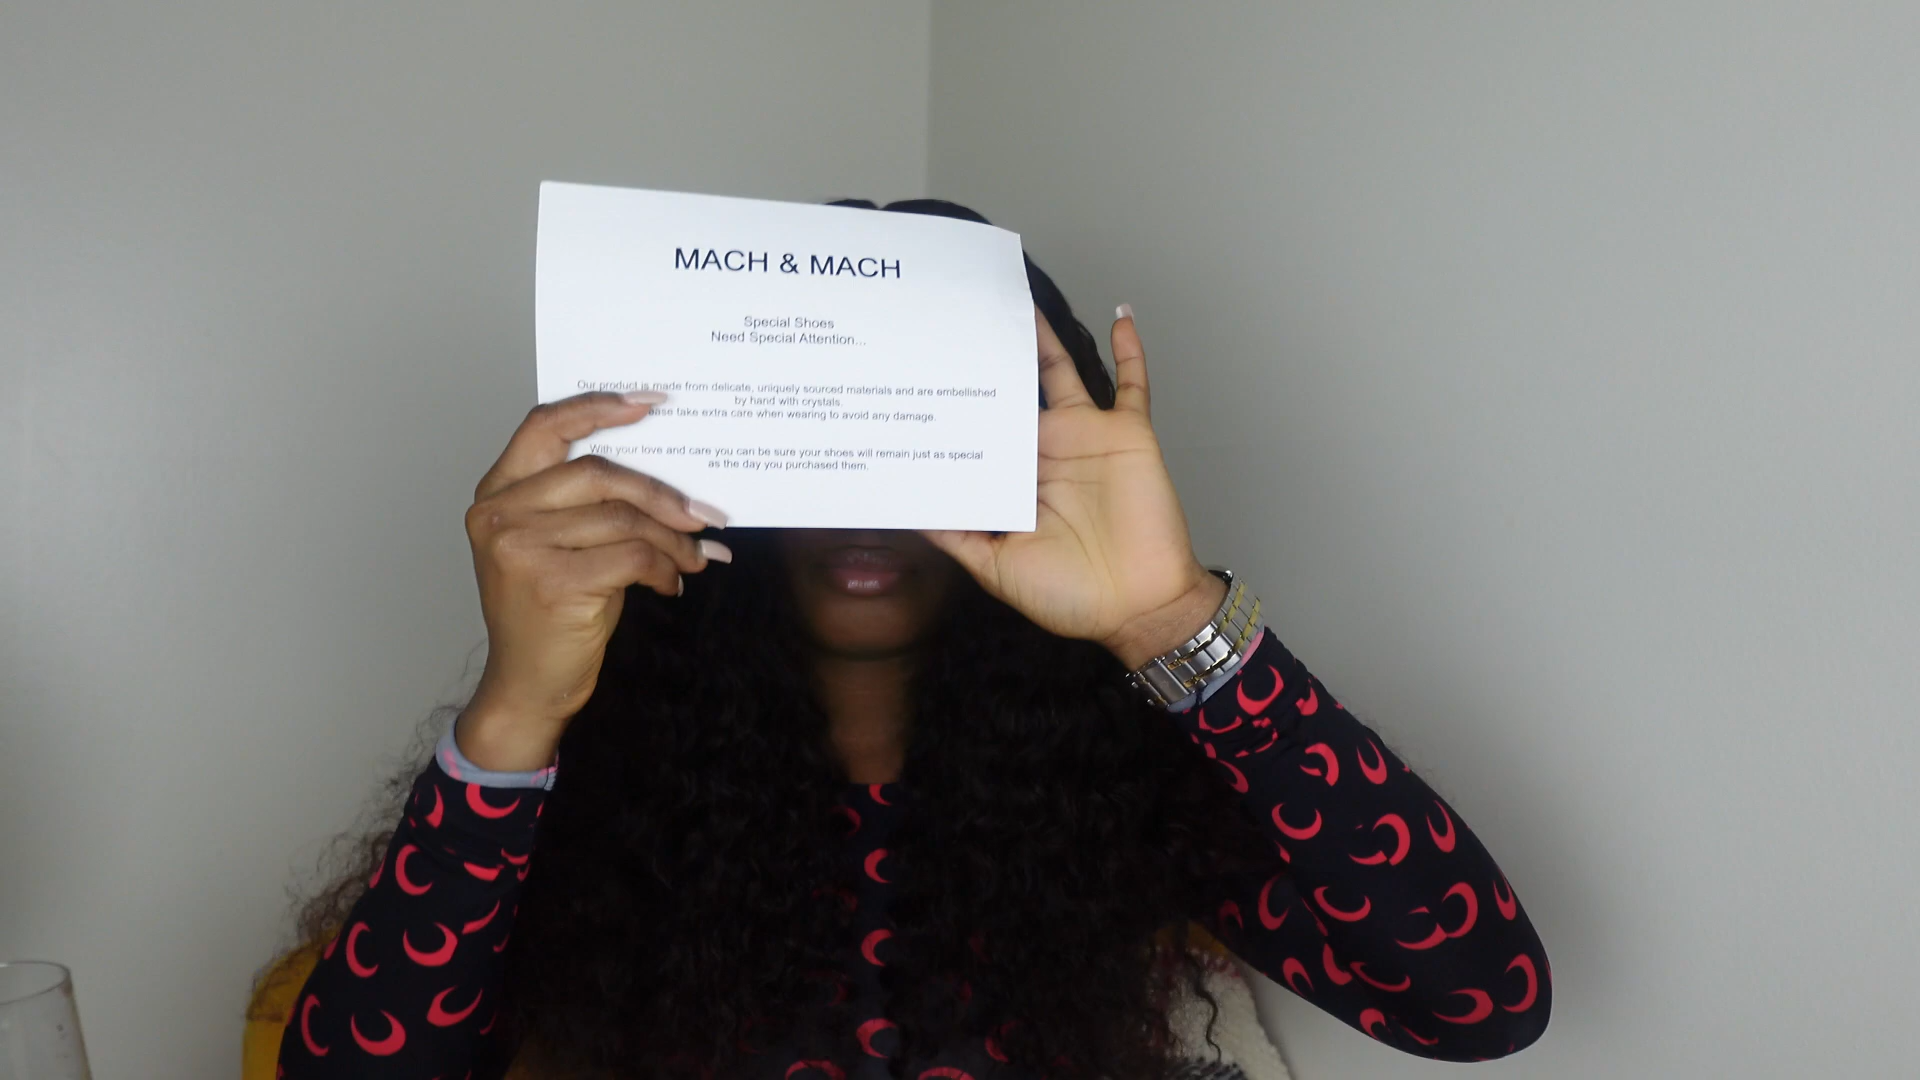 MACH & MACH
Special Shoes
Need Special Attention...
Our product is made from delicate, uniquely sourced materials and are embellished
by hand with crystals.
ease take extra care when wearing to avoid any damage.
With your love and care you can be sure your shoes will remain just as special
as the day you purchased them.